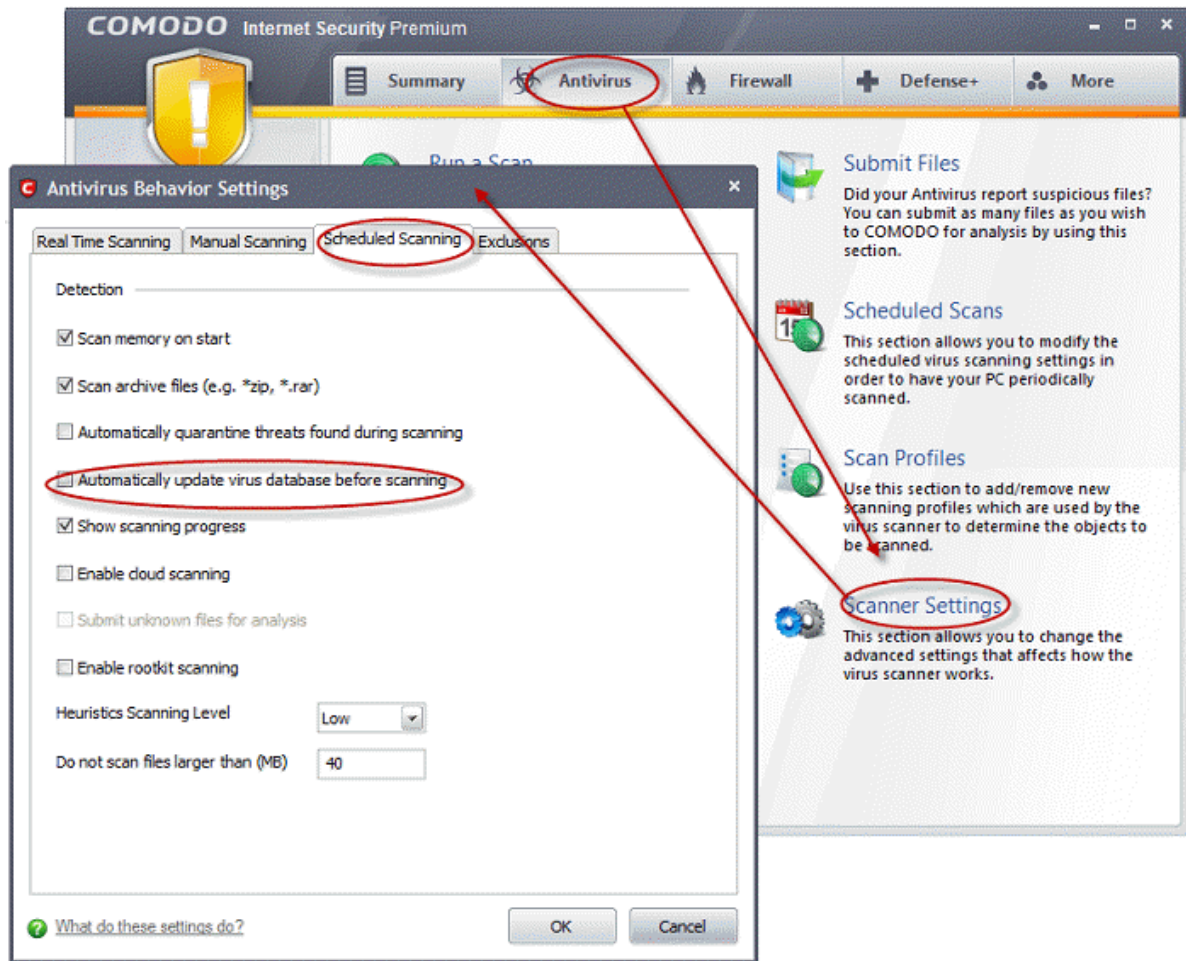 COMODO Internet Security Premium
Summary
Antivirus
Firewall
Defense+
More
Run a Scan
Submit Files
Did your Antivirus report suspicious files?
You can submit as many files as you wish
to COMODO for analysis by using this
section.
Scheduled Scans
This section allows you to modify the
scheduled virus scanning settings in
order to have your PC periodically
scanned.
Scan Profiles
Use this section to add/remove new
scanning profiles which are used by the
virus scanner to determine the objects to
be scanned.
Scanner Settings
This section allows you to change the
advanced settings that affects how the
virus scanner works.
Antivirus Behavior Settings
Real Time Scanning
Manual Scanning
Scheduled Scanning
Exclusions
Detection
Scan memory on start
Scan archive files (e.g. *zip, *.rar)
Automatically quarantine threats found during scanning
Automatically update virus database before scanning
Show scanning progress
Enable cloud scanning
Submit unknown files for analysis
Enable rootkit scanning
Heuristics Scanning Level
Low
Do not scan files larger than (MB)
40
What do these settings do?
OK
Cancel